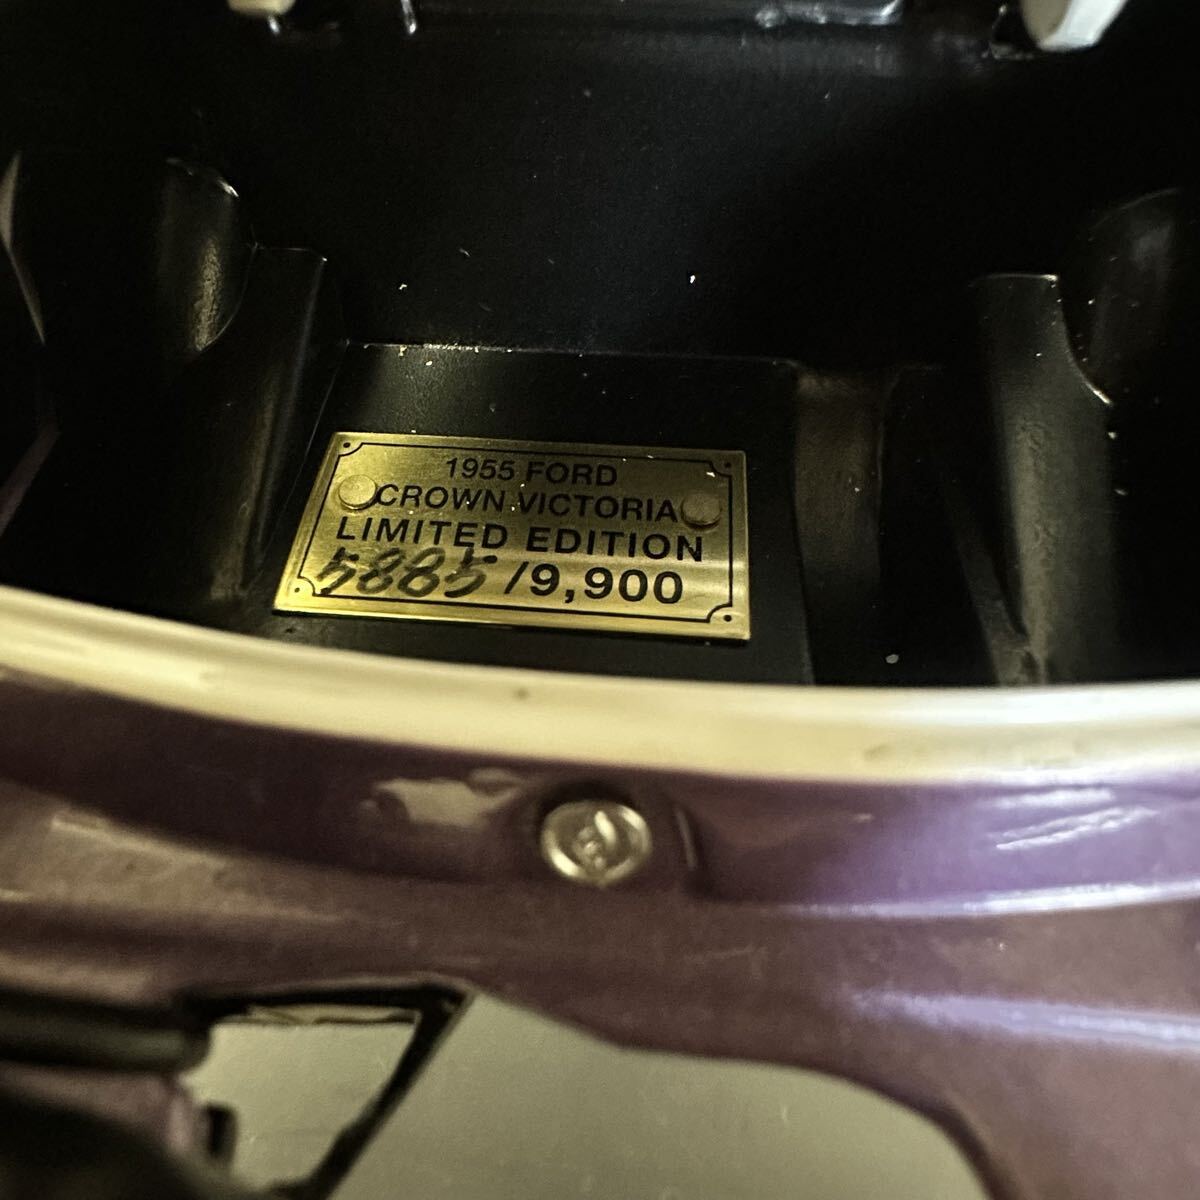 1955 FORD
CROWN VICTORIA
LIMITED EDITION
5885 /9,900